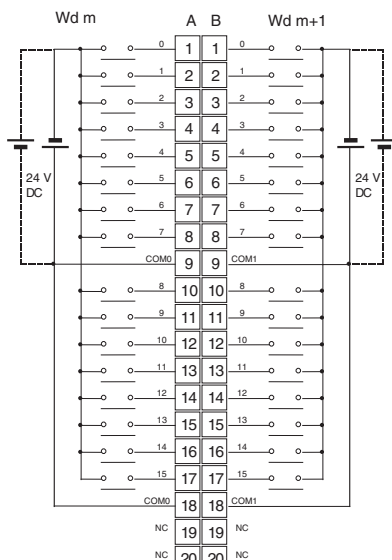 Wd m A B Wd m+1
0 1 1 0
1 2 2 1
2 3 3 2
3 4 4 3
4 5 5 4
24 V DC 5 6 6 5 24 V DC
6 7 7 6
7 8 8 7
COM0 9 9 COM1
8 10 10 8
9 11 11 9
10 12 12 10
11 13 13 11
12 14 14 12
13 15 15 13
14 16 16 14
15 17 17 15
COM0 18 18 COM1
NC 19 19 NC
NC 20 20 NC